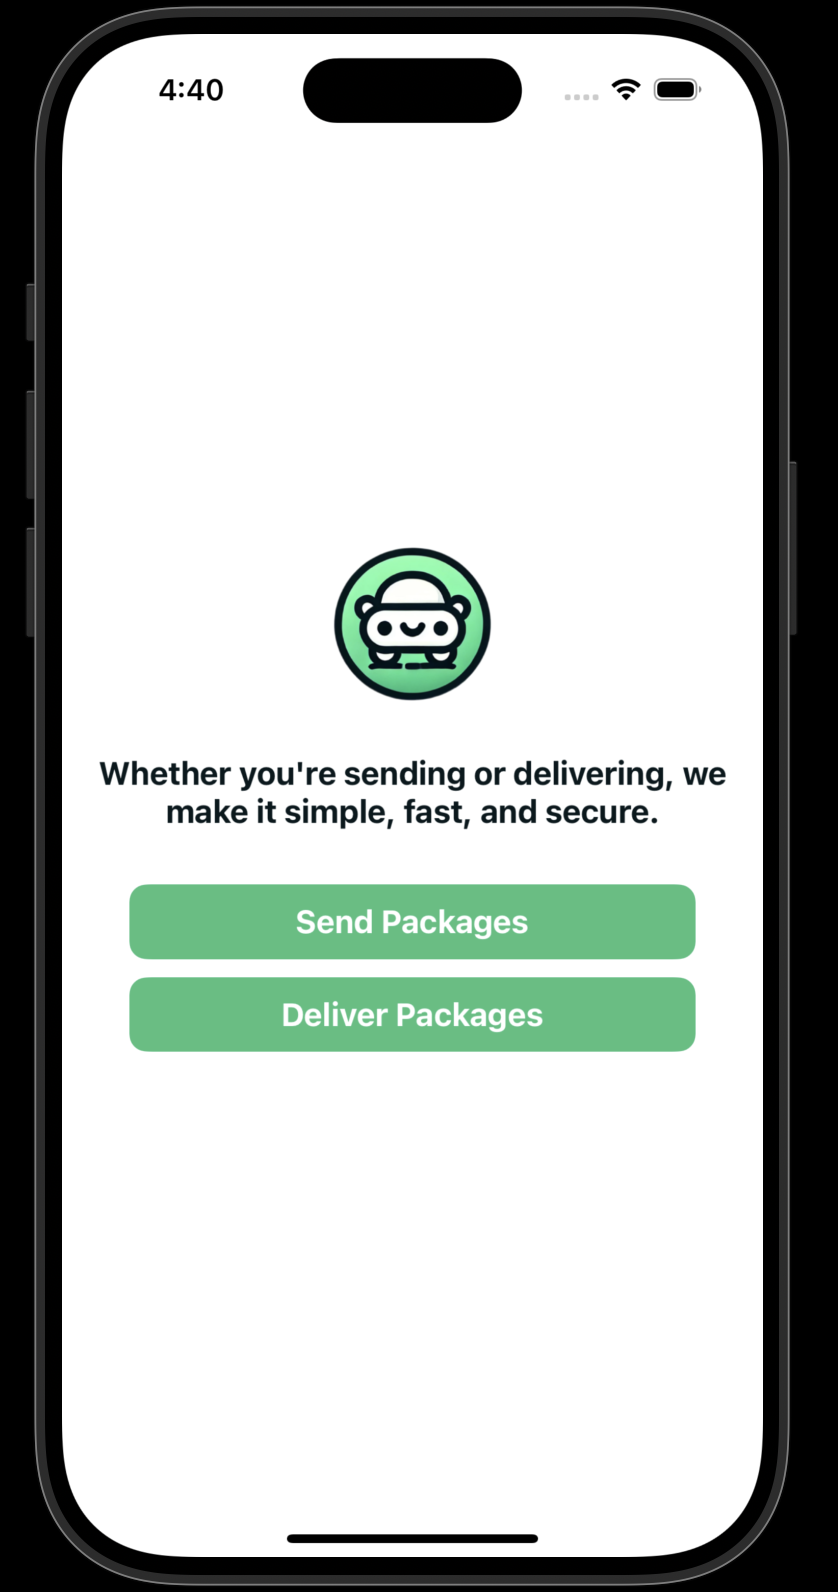 4:40
Whether you're sending or delivering, we
make it simple, fast, and secure.
Send Packages
Deliver Packages